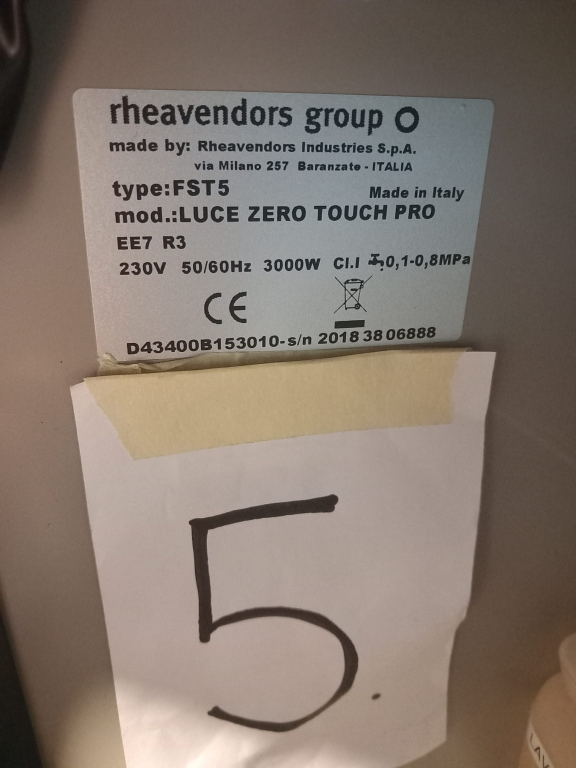 rheavendors group
made by: Rheavendors Industries S.p.A.
via Milano 257 Baranzate - ITALIA
type:FST5 Made in Italy
mod.:LUCE ZERO TOUCH PRO
EE7 R3
230V 50/60Hz 3000W Cl.I 0,1-0,8MPa
CE
D43400B153010-s/n 2018 38 06888
5.